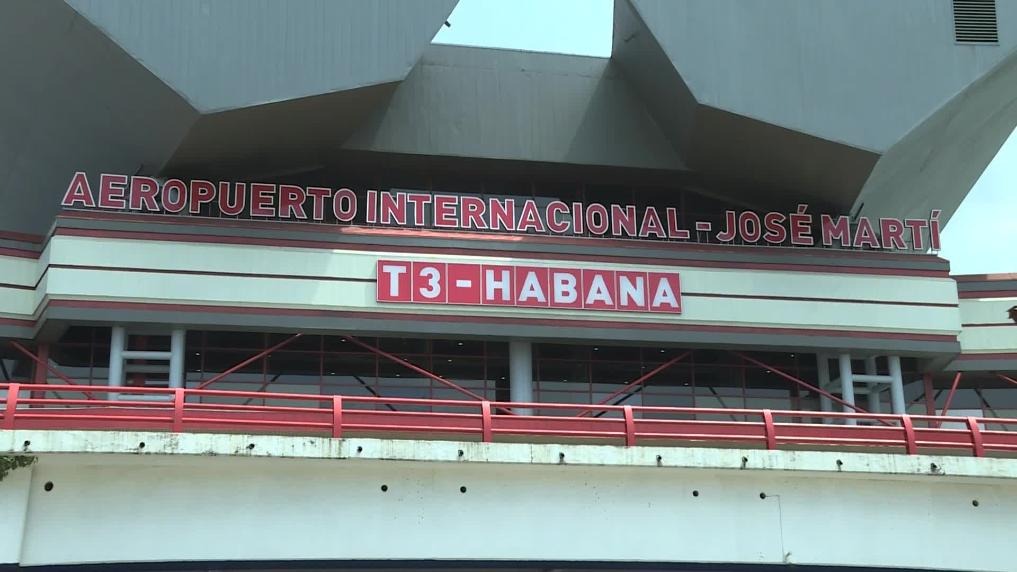 AEROPUERTO INTERNACIONAL - JOSÉ MARTÍ
T3-HABANA